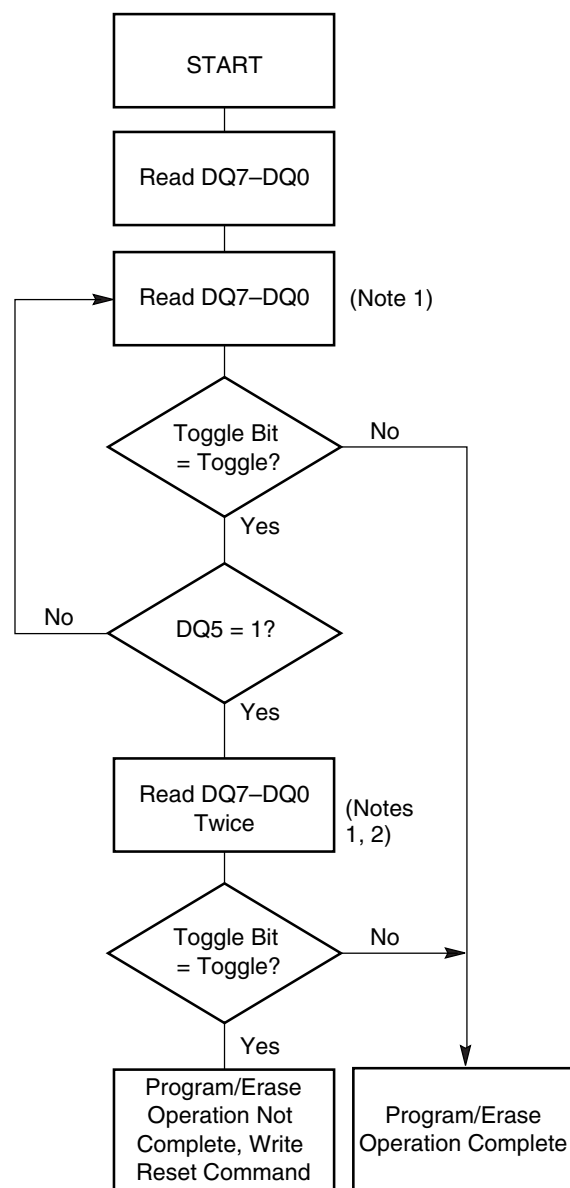 START
Read DQ7–DQ0
Read DQ7–DQ0
(Note 1)
Toggle Bit
= Toggle?
No
Yes
No
DQ5 = 1?
Yes
Read DQ7–DQ0
Twice
(Notes
1, 2)
Toggle Bit
= Toggle?
No
Yes
Program/Erase
Operation Not
Complete, Write
Reset Command
Program/Erase
Operation Complete